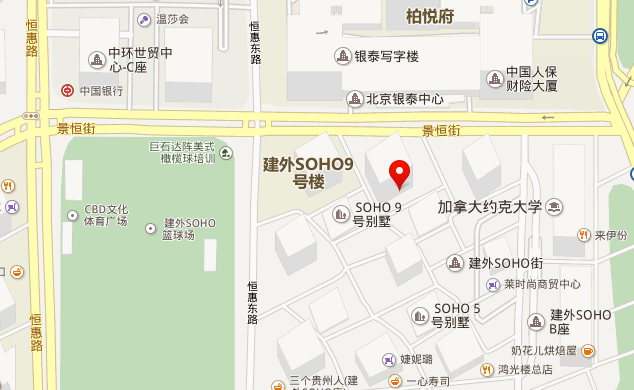 温莎会
柏悦府
恒惠路
恒惠东路
中环世贸中
心-C座
银泰写字楼
中国人保
财险大厦
中国银行
北京银泰中心
景恒街
景恒街
巨石达阵美式
橄榄球培训
建外SOHO9
号楼
SOHO 9
号别墅
加拿大约克大学
CBD文化
体育广场
建外SOHO
篮球场
来伊份
建外SOHO街
莱时尚商贸中心
恒惠路
恒惠东路
SOHO 5
号别墅
建外SOHO
B座
奶花儿烘焙屋
婕妮璐
鸿光楼总店
三个贵州人(建
外SOHO店)
一心寿司